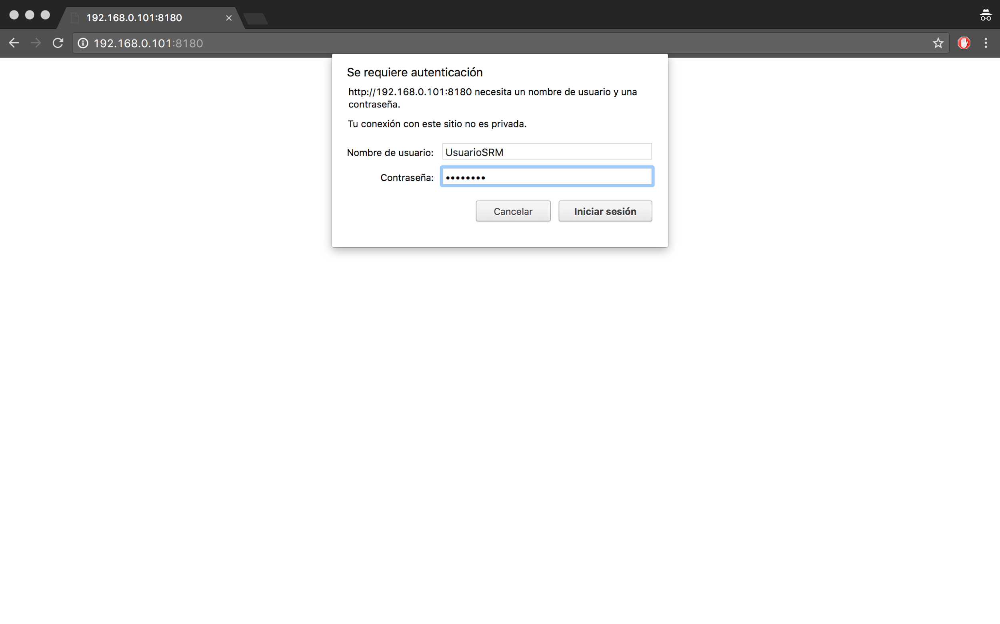 192.168.0.101:8180
192.168.0.101:8180
Se requiere autenticación
http://192.168.0.101:8180 necesita un nombre de usuario y una
contraseña.
Tu conexión con este sitio no es privada.
Nombre de usuario: UsuarioSRM
Contraseña: ••••••••
Cancelar Iniciar sesión